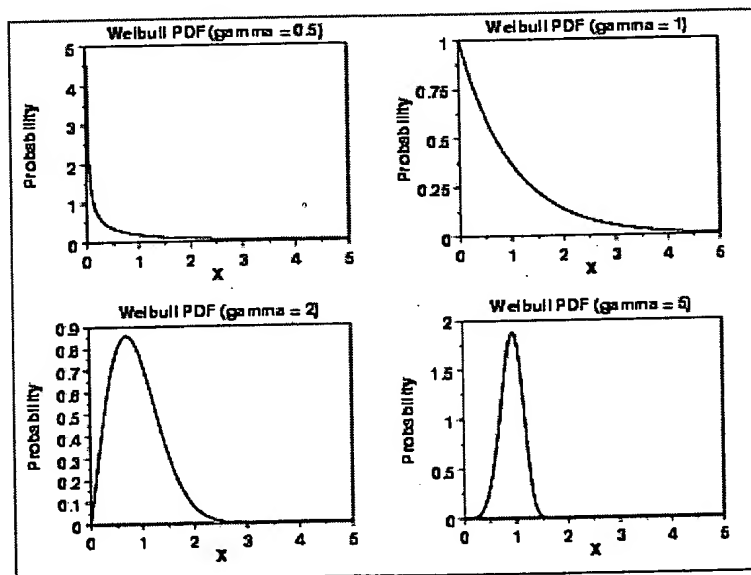 Weibull PDF (gamma = 0.5)
5
4
3
2
1
0
0 1 2 3 4 5
Probability
X
Weibull PDF (gamma = 1)
1
0.75
0.5
0.25
0
0 1 2 3 4 5
Probability
X
Weibull PDF (gamma = 2)
0.9
0.8
0.7
0.6
0.5
0.4
0.3
0.2
0.1
0
0 1 2 3 4 5
Probability
X
Weibull PDF (gamma = 5)
2
1.5
1
0.5
0
0 1 2 3 4 5
Probability
X